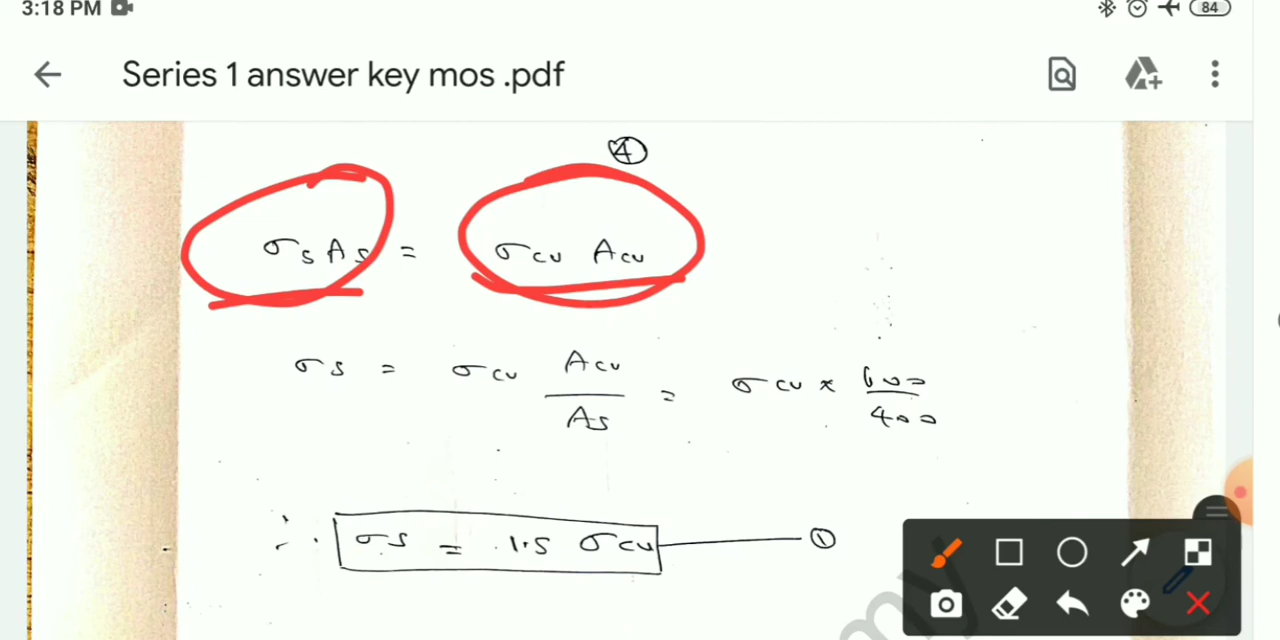 3:18 PM 84
Series 1 answer key mos .pdf
4
σs As = σcu Acu
σs = σcu Acu / As = σcu × 600 / 400
∴ σs = 1.5 σcu ①